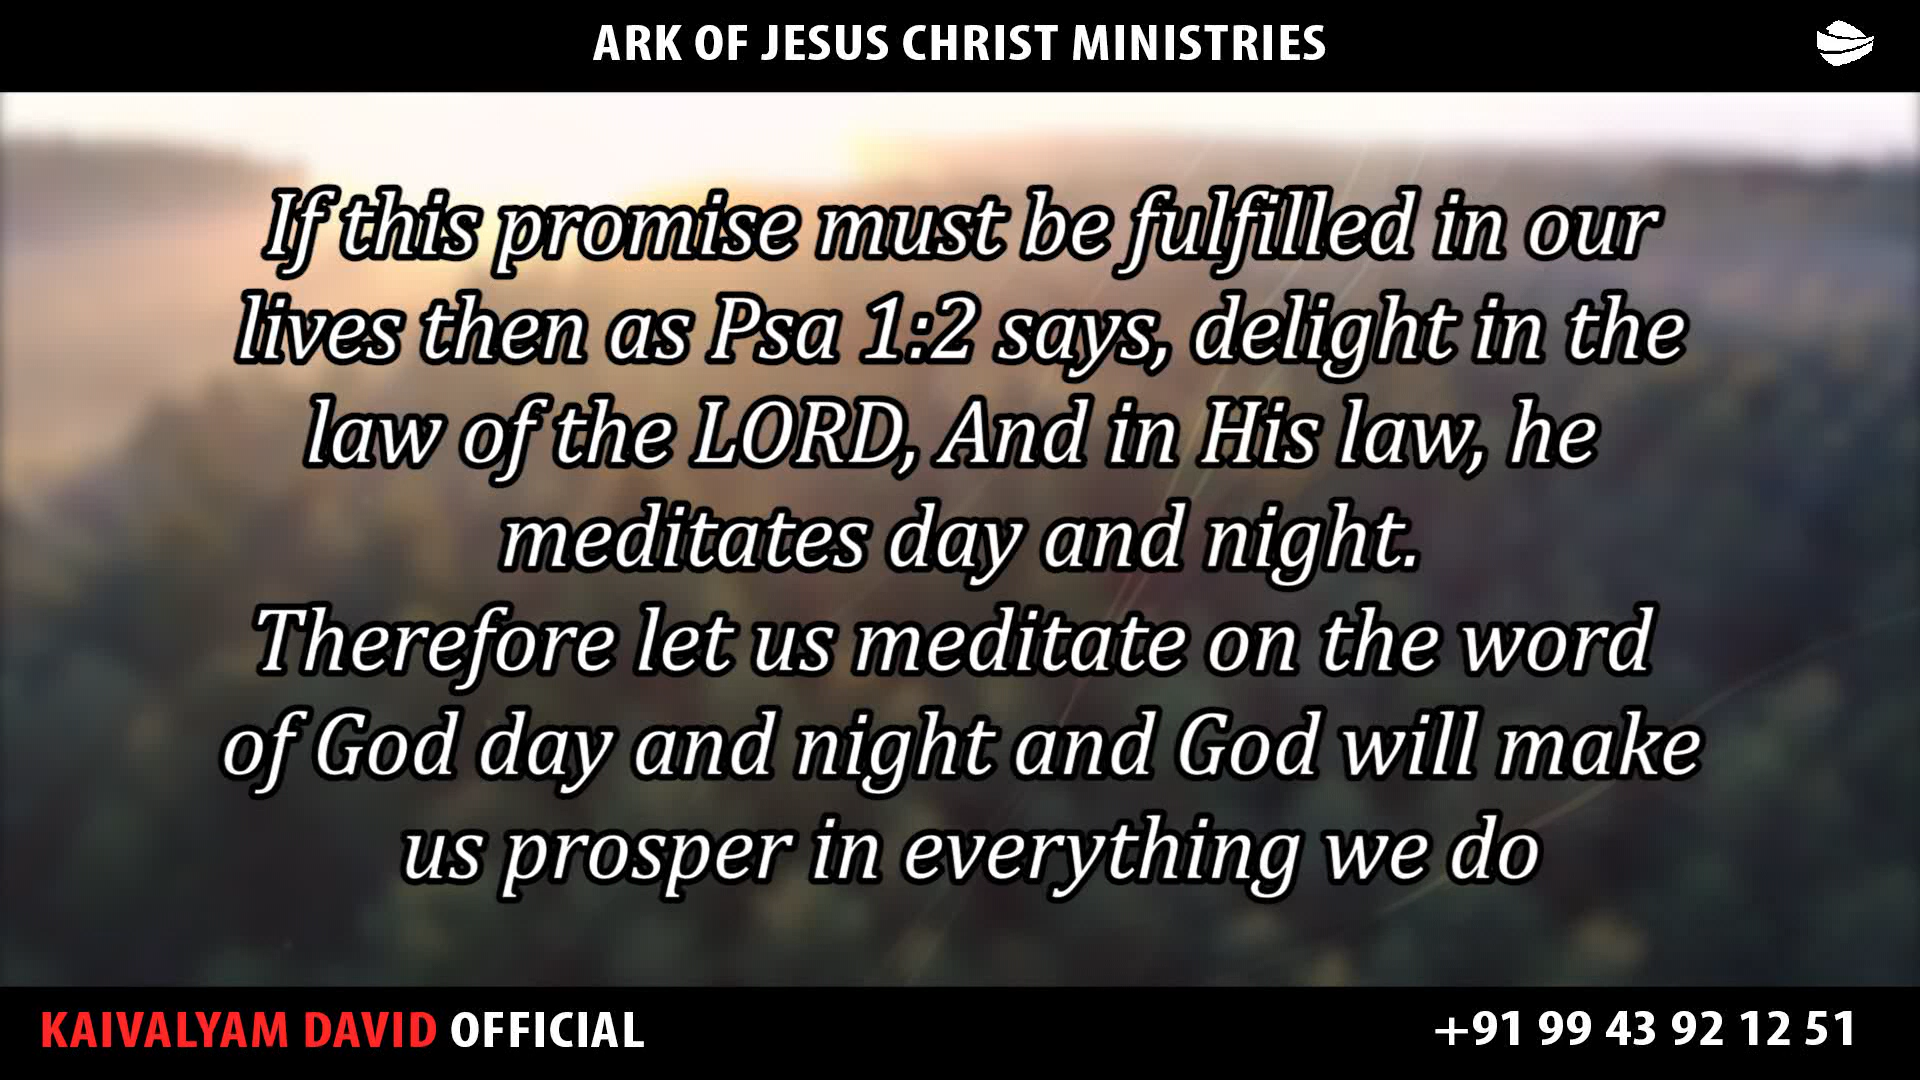 ARK OF JESUS CHRIST MINISTRIES
If this promise must be fulfilled in our
lives then as Psa 1:2 says, delight in the
law of the LORD, And in His law, he
meditates day and night.
Therefore let us meditate on the word
of God day and night and God will make
us prosper in everything we do
KAIVALYAM DAVID OFFICIAL
+91 99 43 92 12 51